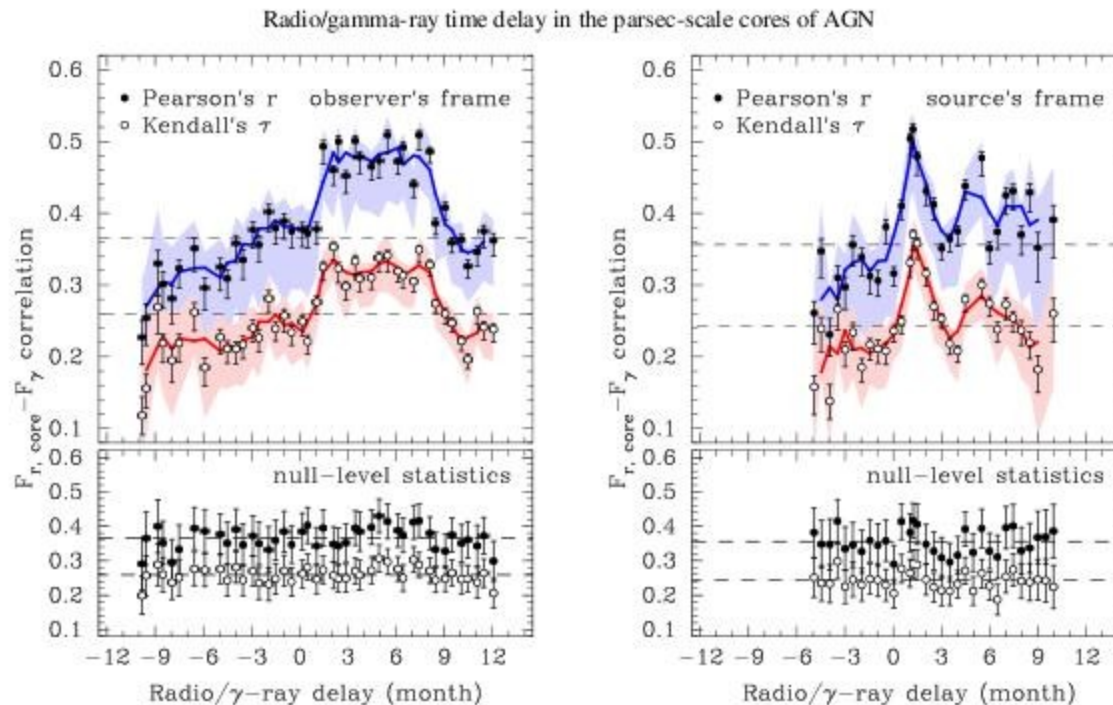 Radio/gamma-ray time delay in the parsec-scale cores of AGN
0.6
0.5
0.4
0.3
0.2
0.1
Pearson's r observer's frame
Kendall's τ
0.6
0.5
0.4
0.3
0.2
0.1
null-level statistics
F r, core − F γ correlation
−12 −9 −6 −3 0 3 6 9 12
Radio/γ−ray delay (month)
0.6
0.5
0.4
0.3
0.2
0.1
Pearson's r source's frame
Kendall's τ
0.6
0.5
0.4
0.3
0.2
0.1
null-level statistics
F r, core − F γ correlation
−12 −9 −6 −3 0 3 6 9 12
Radio/γ−ray delay (month)